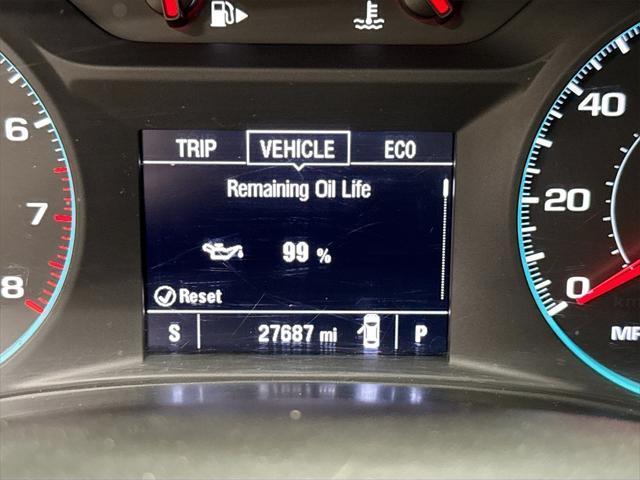 TRIP VEHICLE ECO
Remaining Oil Life
99 %
Reset
S 27687 mi P
6
7
8
40
20
0